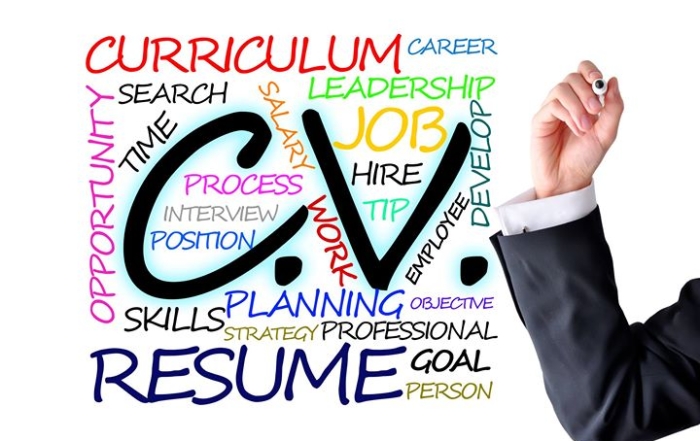 CURRICULUM
CAREER
SEARCH
LEADERSHIP
OPPORTUNITY
TIME
SALARY
JOB
DEVELOP
C.V.
PROCESS
HIRE
INTERVIEW
TIP
POSITION
WORK
EMPLOYEE
PLANNING
OBJECTIVE
SKILLS
STRATEGY
PROFESSIONAL
RESUME
GOAL
PERSON